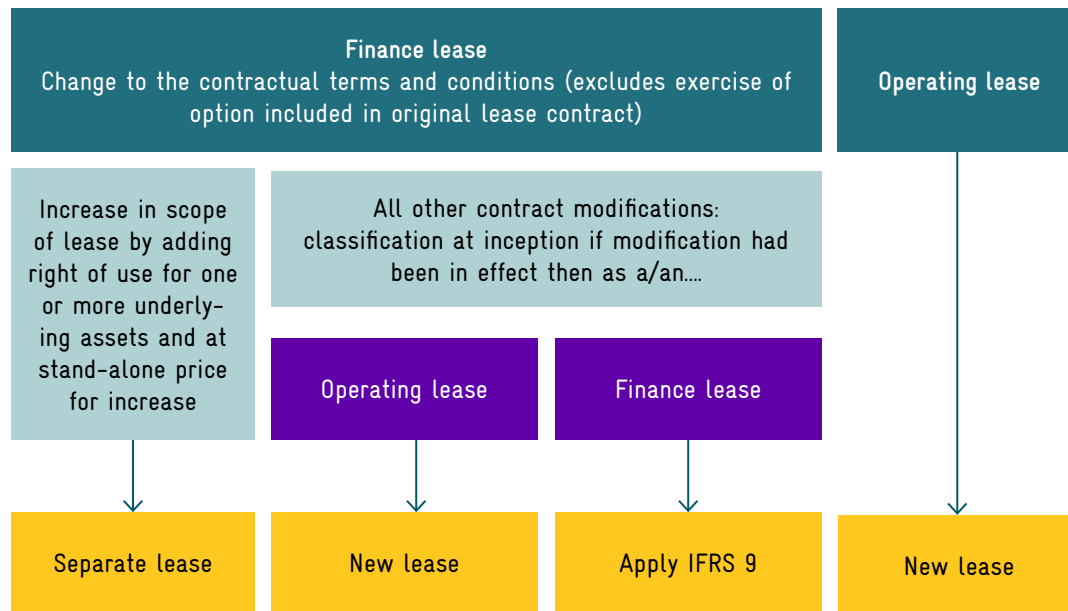 Finance lease
Change to the contractual terms and conditions (excludes exercise of
option included in original lease contract)
Operating lease
Increase in scope
of lease by adding
right of use for one
or more underly-
ing assets and at
stand-alone price
for increase
All other contract modifications:
classification at inception if modification had
been in effect then as a/an....
Operating lease
Finance lease
Separate lease
New lease
Apply IFRS 9
New lease